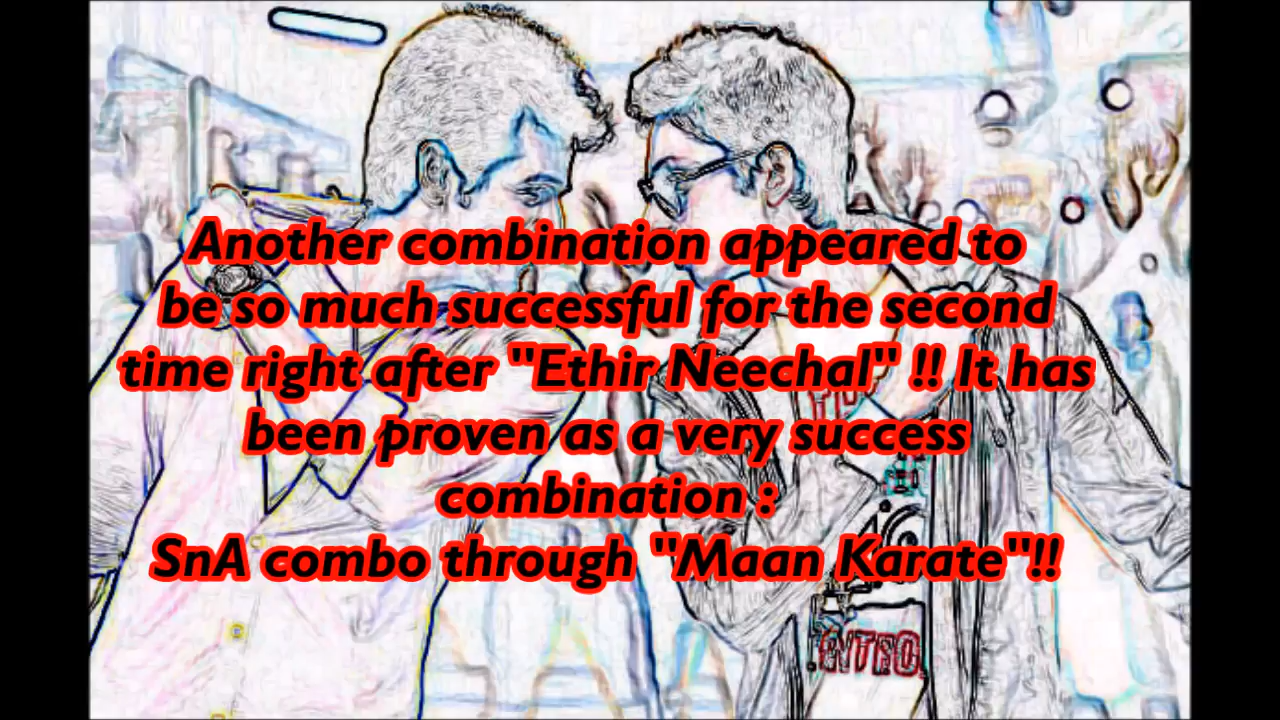 Another combination appeared to
be so much successful for the second
time right after "Ethir Neechal" !! It has
been proven as a very success
combination :
SnA combo through "Maan Karate"!!